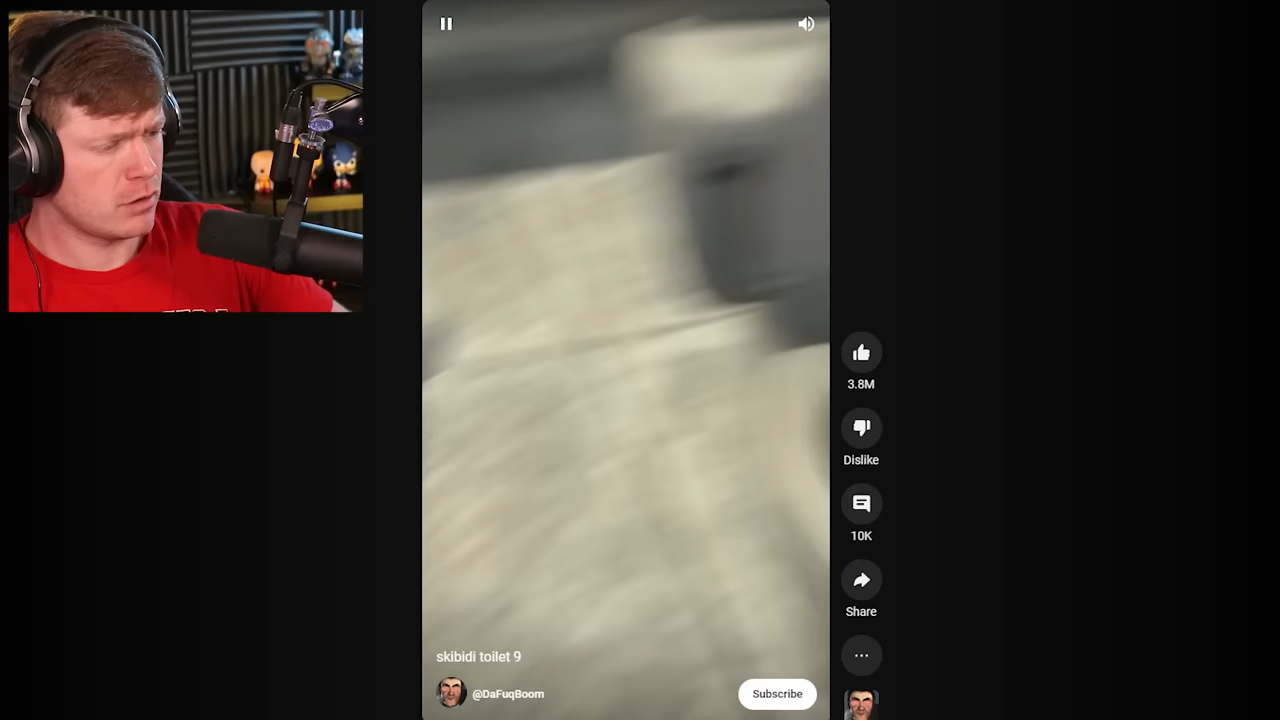 3.8M
Dislike
10K
Share
skibidi toilet 9
@DaFuqBoom
Subscribe